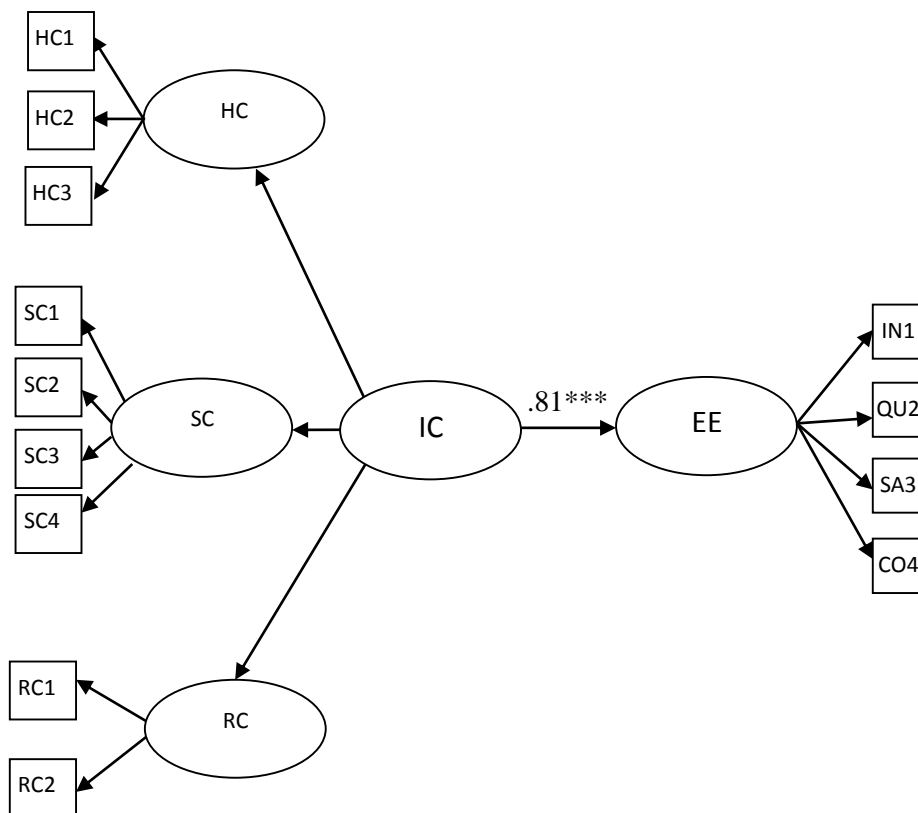 HC1
HC2
HC3
HC
SC1
SC2
SC3
SC4
SC
IC
.81***
EE
IN1
QU2
SA3
CO4
RC1
RC2
RC